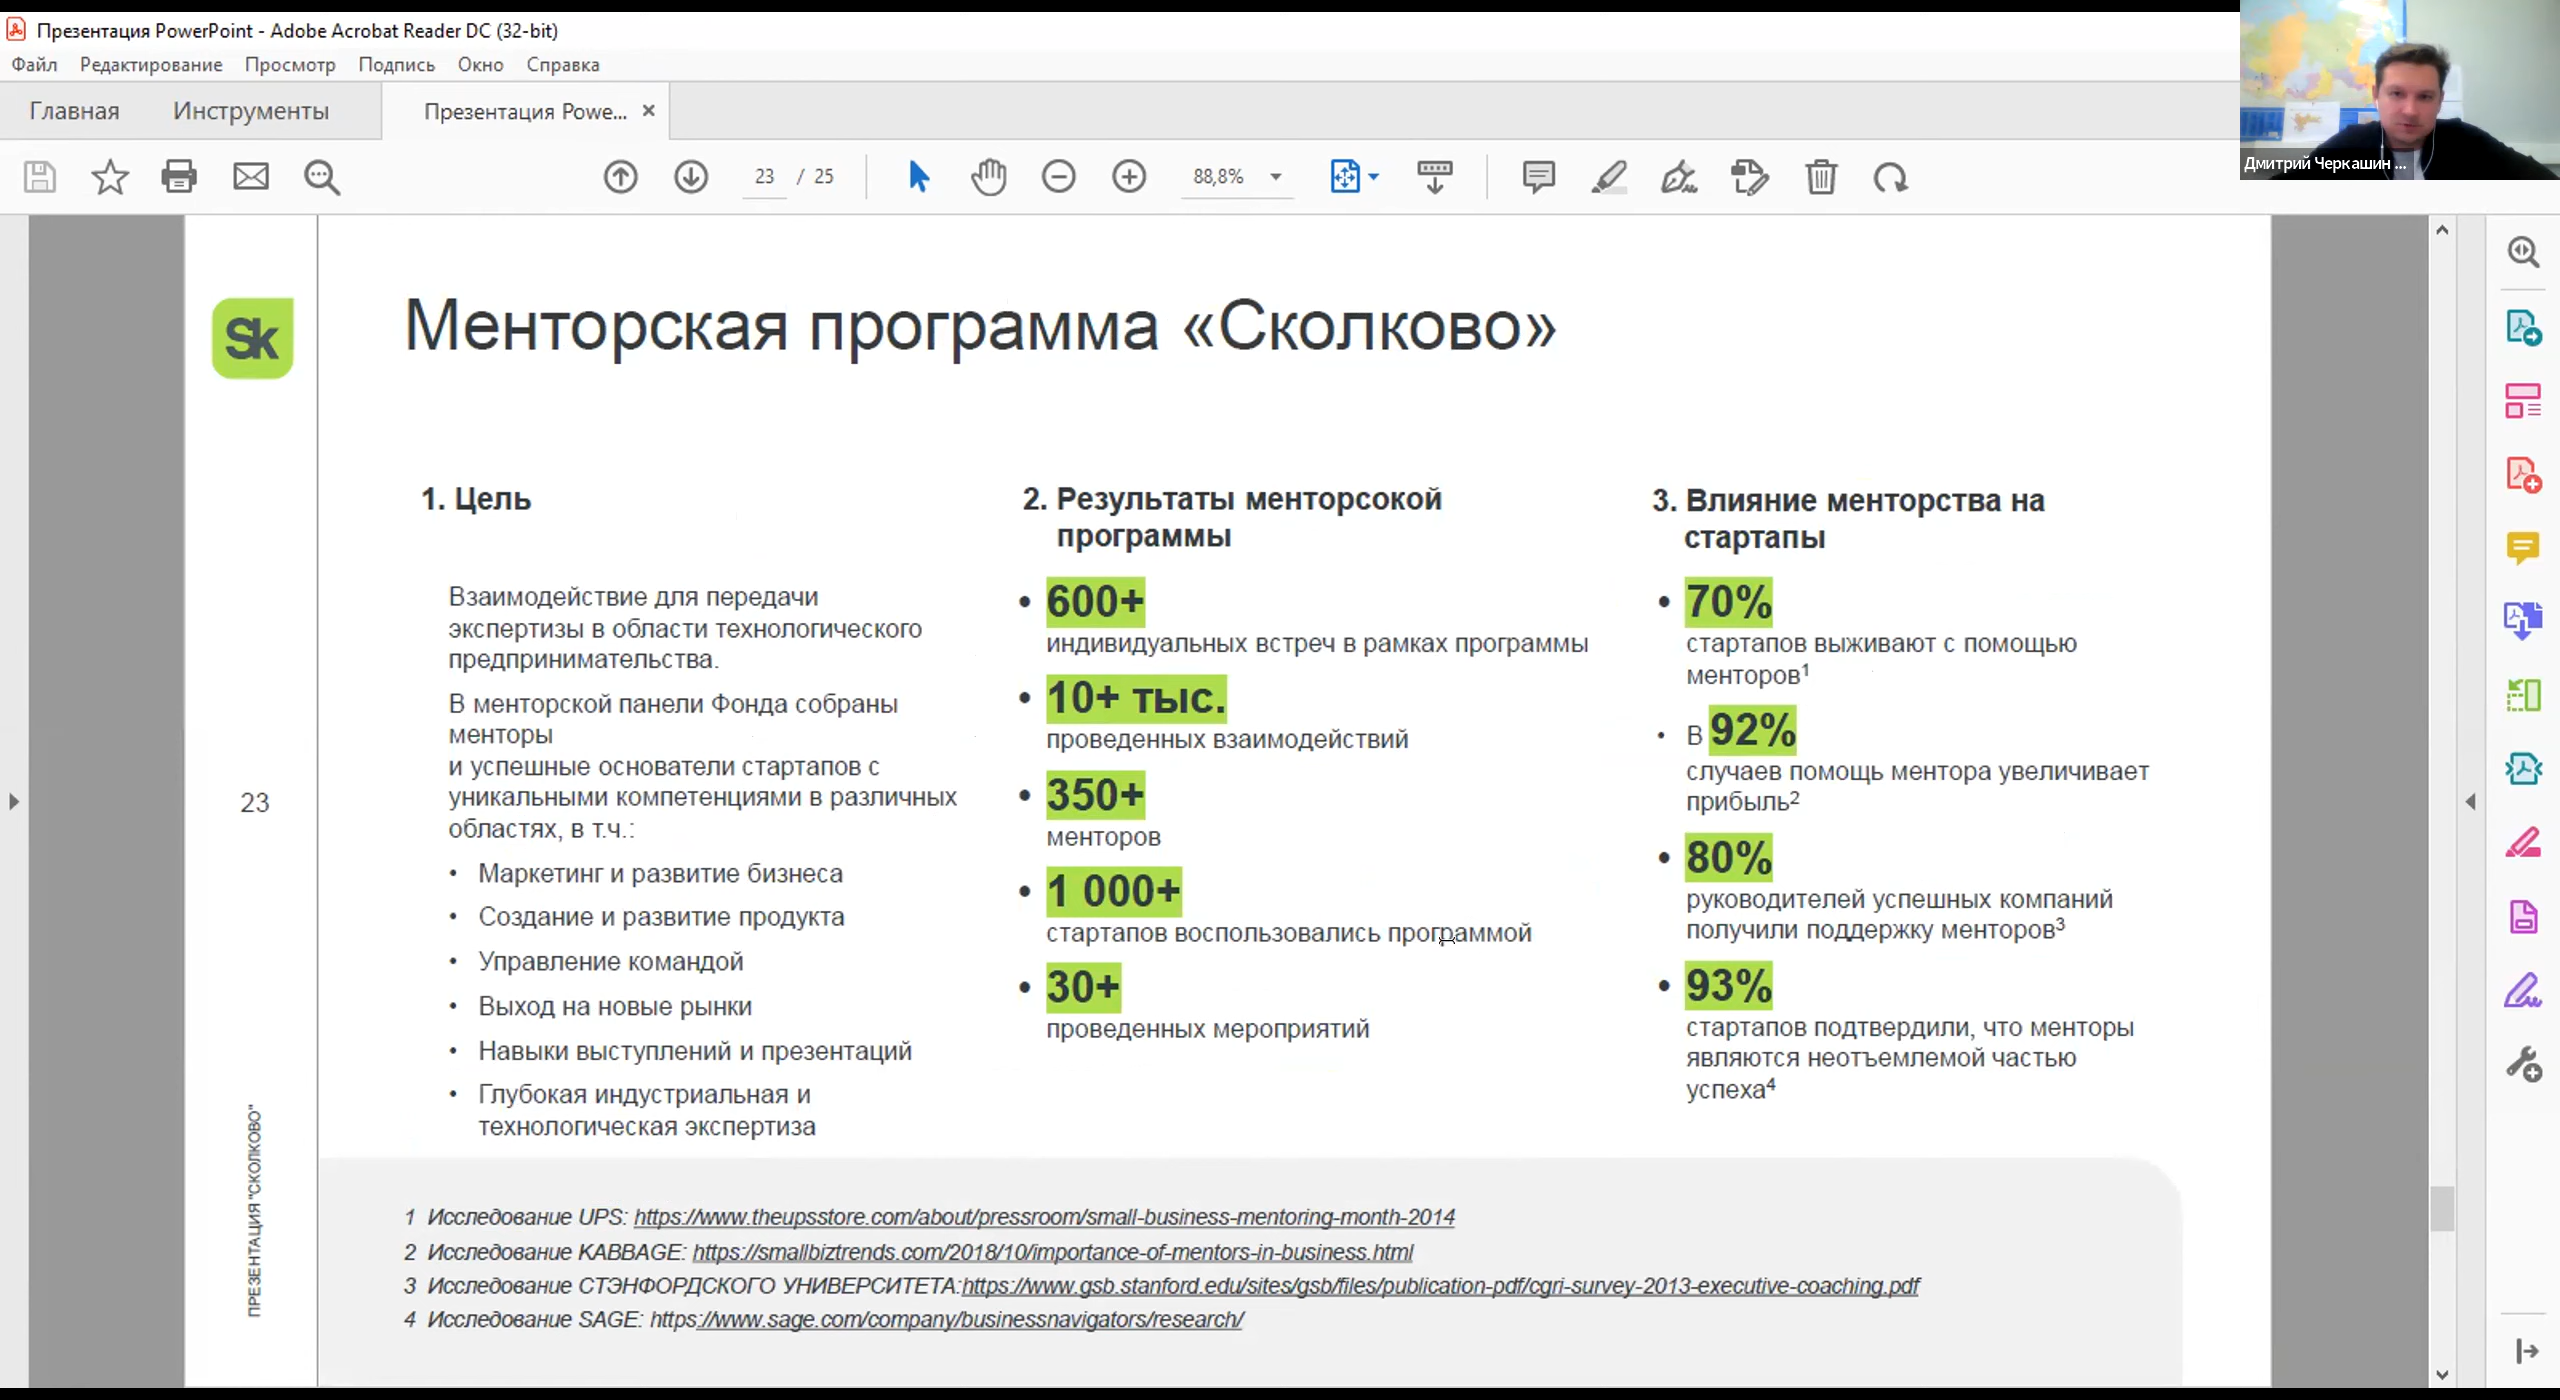 Презентация PowerPoint - Adobe Acrobat Reader DC (32-bit)
Файл Редактирование Просмотр Подпись Окно Справка
Главная Инструменты Презентация Powe... ×
23 / 25 88,8%
Дмитрий Черкашин ...
Sk
Менторская программа «Сколково»
1. Цель
Взаимодействие для передачи
экспертизы в области технологического
предпринимательства.
В менторской панели Фонда собраны
менторы
и успешные основатели стартапов с
уникальными компетенциями в различных
областях, в т.ч.:
• Маркетинг и развитие бизнеса
• Создание и развитие продукта
• Управление командой
• Выход на новые рынки
• Навыки выступлений и презентаций
• Глубокая индустриальная и
технологическая экспертиза
2. Результаты менторсокой
программы
• 600+
индивидуальных встреч в рамках программы
• 10+ тыс.
проведенных взаимодействий
• 350+
менторов
• 1 000+
стартапов воспользовались программой
• 30+
проведенных мероприятий
3. Влияние менторства на
стартапы
• 70%
стартапов выживают с помощью
менторов¹
• В 92%
случаев помощь ментора увеличивает
прибыль²
• 80%
руководителей успешных компаний
получили поддержку менторов³
• 93%
стартапов подтвердили, что менторы
являются неотъемлемой частью
успеха⁴
23
ПРЕЗЕНТАЦИЯ "СКОЛКОВО"
1 Исследование UPS: https://www.theupsstore.com/about/pressroom/small-business-mentoring-month-2014
2 Исследование KABBAGE: https://smallbiztrends.com/2018/10/importance-of-mentors-in-business.html
3 Исследование СТЭНФОРДСКОГО УНИВЕРСИТЕТА:https://www.gsb.stanford.edu/sites/gsb/files/publication-pdf/cgri-survey-2013-executive-coaching.pdf
4 Исследование SAGE: https://www.sage.com/company/businessnavigators/research/